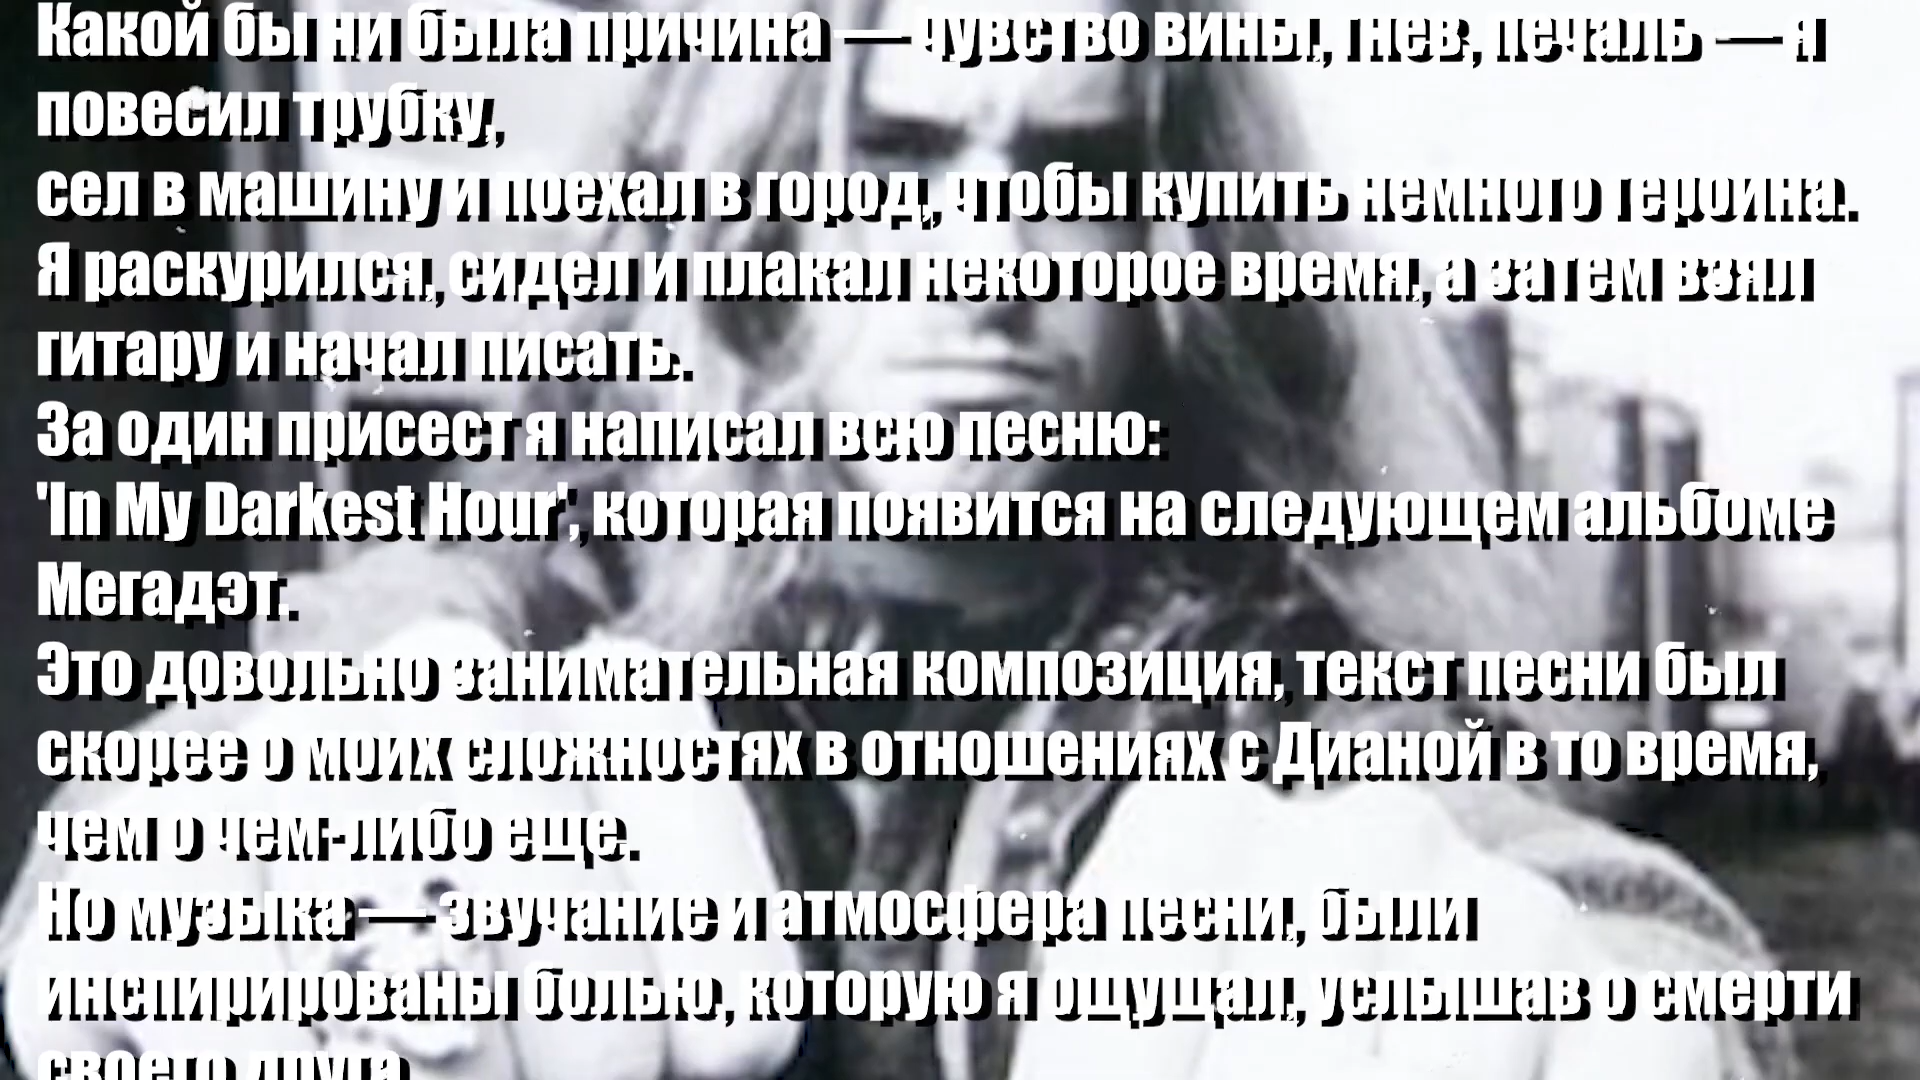 Какой бы ни была причина — чувство вины, гнев, печаль — я
повесил трубку,
сел в машину и поехал в город, чтобы купить немного героина.
Я раскурился, сидел и плакал некоторое время, а затем взял
гитару и начал писать.
За один присест я написал всю песню:
'In My Darkest Hour', которая появится на следующем альбоме
Мегадэт.
Это довольно занимательная композиция, текст песни был
скорее о моих сложностях в отношениях с Дианой в то время,
чем о чем-либо еще.
Но музыка — звучание и атмосфера песни, были
инспирированы болью, которую я ощущал, услышав о смерти
своего друга